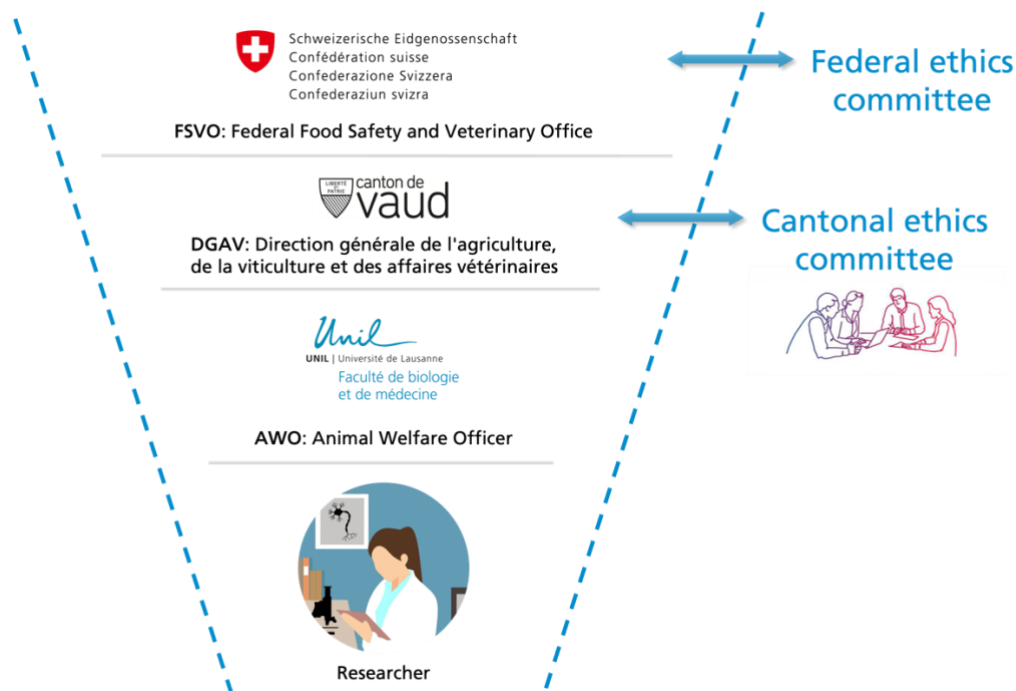 Schweizerische Eidgenossenschaft
Confédération suisse
Confederazione Svizzera
Confederaziun svizra
FSVO: Federal Food Safety and Veterinary Office
Federal ethics
committee
LIBERTÉ
ET
PATRIE
canton de
vaud
DGAV: Direction générale de l'agriculture,
de la viticulture et des affaires vétérinaires
Cantonal ethics
committee
Unil
UNIL | Université de Lausanne
Faculté de biologie
et de médecine
AWO: Animal Welfare Officer
Researcher